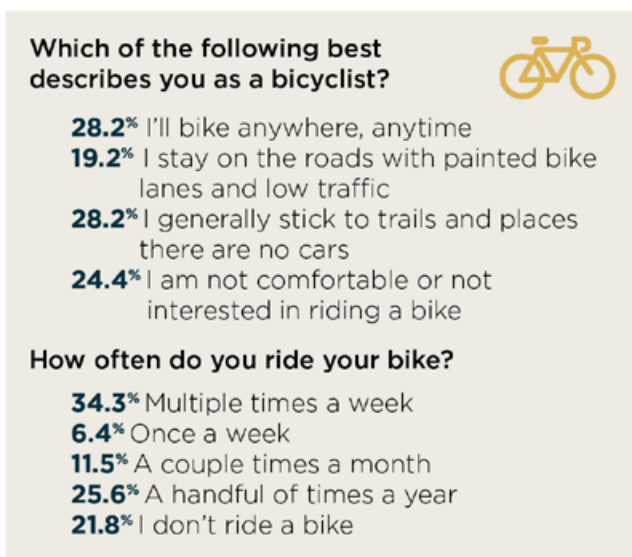 Which of the following best
describes you as a bicyclist?
28.2% I'll bike anywhere, anytime
19.2% I stay on the roads with painted bike
lanes and low traffic
28.2% I generally stick to trails and places
there are no cars
24.4% I am not comfortable or not
interested in riding a bike
How often do you ride your bike?
34.3% Multiple times a week
6.4% Once a week
11.5% A couple times a month
25.6% A handful of times a year
21.8% I don't ride a bike